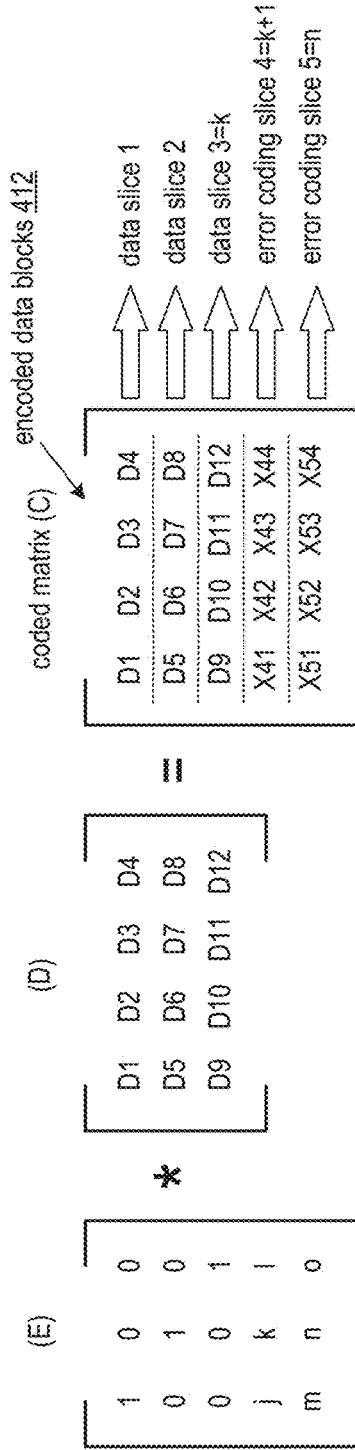 (E)
1 0 0
0 1 0
0 0 1
j k l
m n o
*
(D)
D1 D2 D3 D4
D5 D6 D7 D8
D9 D10 D11 D12
=
coded matrix (C)
encoded data blocks 412
D1 D2 D3 D4
D5 D6 D7 D8
D9 D10 D11 D12
X41 X42 X43 X44
X51 X52 X53 X54
data slice 1
data slice 2
data slice 3=k
error coding slice 4=k+1
error coding slice 5=n